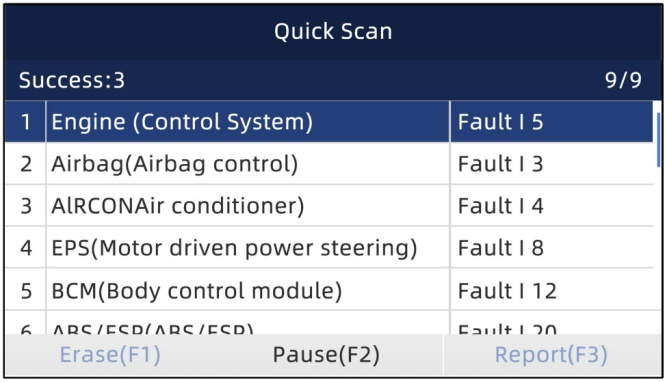 Quick Scan
Success:3 9/9
1 Engine (Control System) Fault I 5
2 Airbag(Airbag control) Fault I 3
3 AlRCONAir conditioner) Fault I 4
4 EPS(Motor driven power steering) Fault I 8
5 BCM(Body control module) Fault I 12
6 ABS/ESP(ABS/ESP) Fault I 20
Erase(F1) Pause(F2) Report(F3)